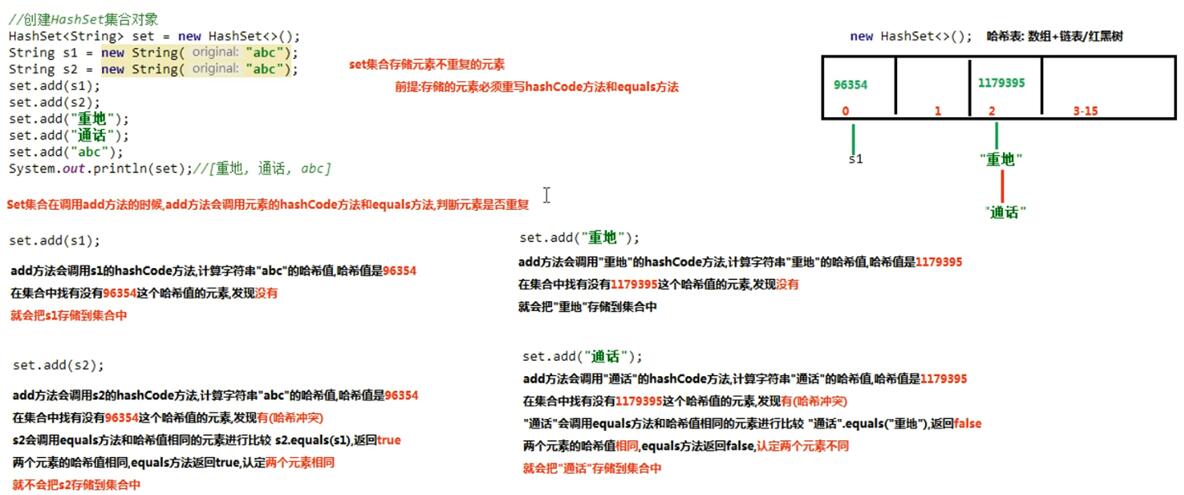 //创建HashSet集合对象
HashSet<String> set = new HashSet<>();
String s1 = new String( original: "abc");
String s2 = new String( original: "abc");
set.add(s1);
set.add(s2);
set.add("重地");
set.add("通话");
set.add("abc");
System.out.println(set);//[重地, 通话, abc]
set集合存储元素不重复的元素
前提:存储的元素必须重写hashCode方法和equals方法
new HashSet<>(); 哈希表: 数组+链表/红黑树
96354 1179395
0 1 2 3-15
s1 "重地"
"通话"
Set集合在调用add方法的时候,add方法会调用元素的hashCode方法和equals方法,判断元素是否重复
set.add(s1);
add方法会调用s1的hashCode方法,计算字符串"abc"的哈希值,哈希值是96354
在集合中找有没有96354这个哈希值的元素,发现没有
就会把s1存储到集合中
set.add(s2);
add方法会调用s2的hashCode方法,计算字符串"abc"的哈希值,哈希值是96354
在集合中找有没有96354这个哈希值的元素,发现有(哈希冲突)
s2会调用equals方法和哈希值相同的元素进行比较 s2.equals(s1),返回true
两个元素的哈希值相同,equals方法返回true,认定两个元素相同
就不会把s2存储到集合中
set.add("重地");
add方法会调用"重地"的hashCode方法,计算字符串"重地"的哈希值,哈希值是1179395
在集合中找有没有1179395这个哈希值的元素,发现没有
就会把"重地"存储到集合中
set.add("通话");
add方法会调用"通话"的hashCode方法,计算字符串"通话"的哈希值,哈希值是1179395
在集合中找有没有1179395这个哈希值的元素,发现有(哈希冲突)
"通话"会调用equals方法和哈希值相同的元素进行比较 "通话".equals("重地"),返回false
两个元素的哈希值相同,equals方法返回false,认定两个元素不同
就会把"通话"存储到集合中